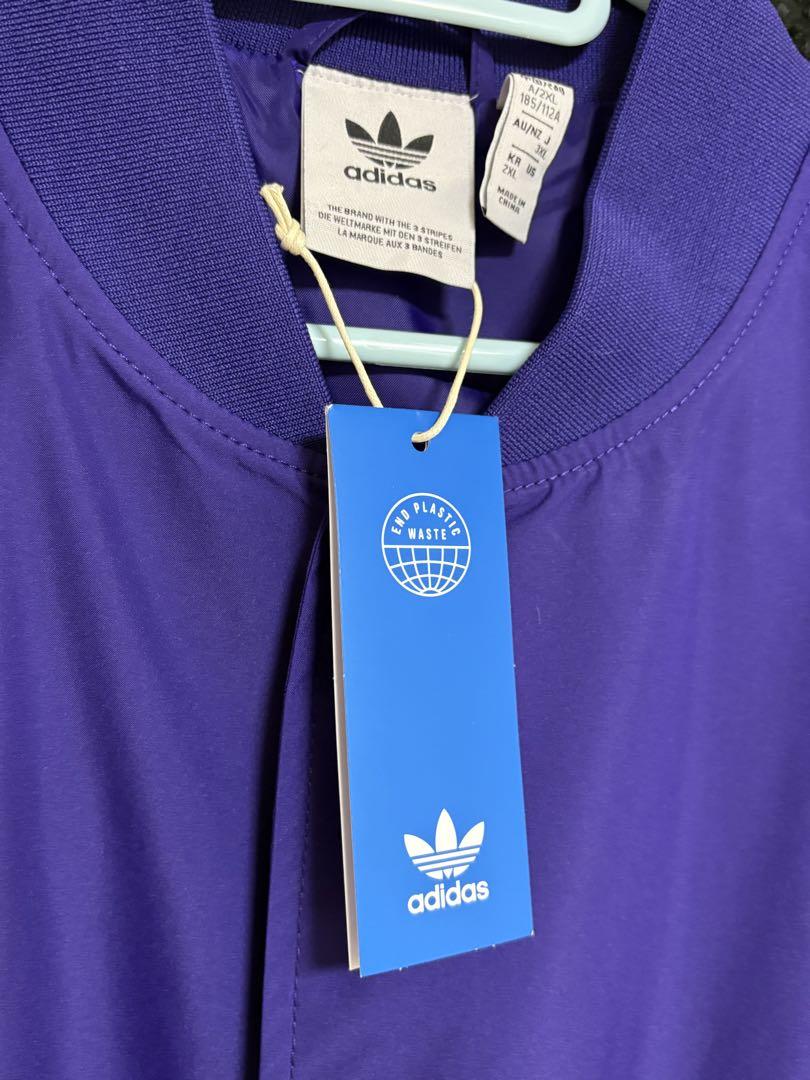 adidas
THE BRAND WITH THE 3 STRIPES
DIE WELTMARKE MIT DEN 3 STREIFEN
LA MARQUE AUX 3 BANDES
A/2XL
185/112A
AU/NZ J
3XL
KR US
2XL
MADE IN
CHINA
END PLASTIC
WASTE
adidas